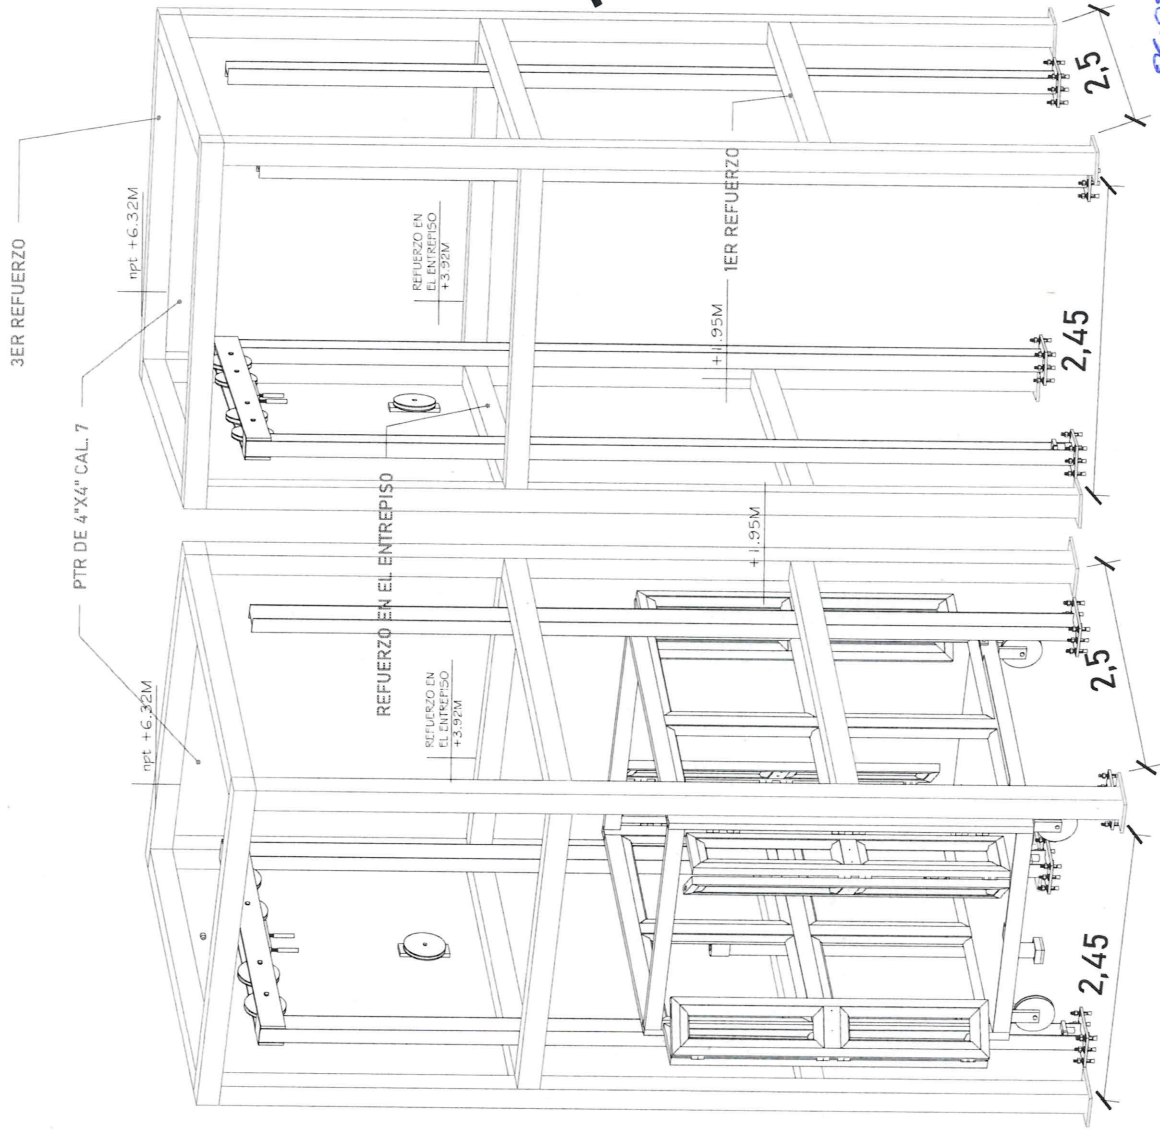 3ER REFUERZO
npt +6.32M
PTR DE 4"X4" CAL. 7
npt +6.32M
REFUERZO EN
EL ENTREPISO
+3.92M
1ER REFUERZO
+1.95M
REFUERZO EN EL ENTREPISO
REFUERZO EN
EL ENTREPISO
+3.92M
+1.95M
2,5
2,45
2,5
2,45